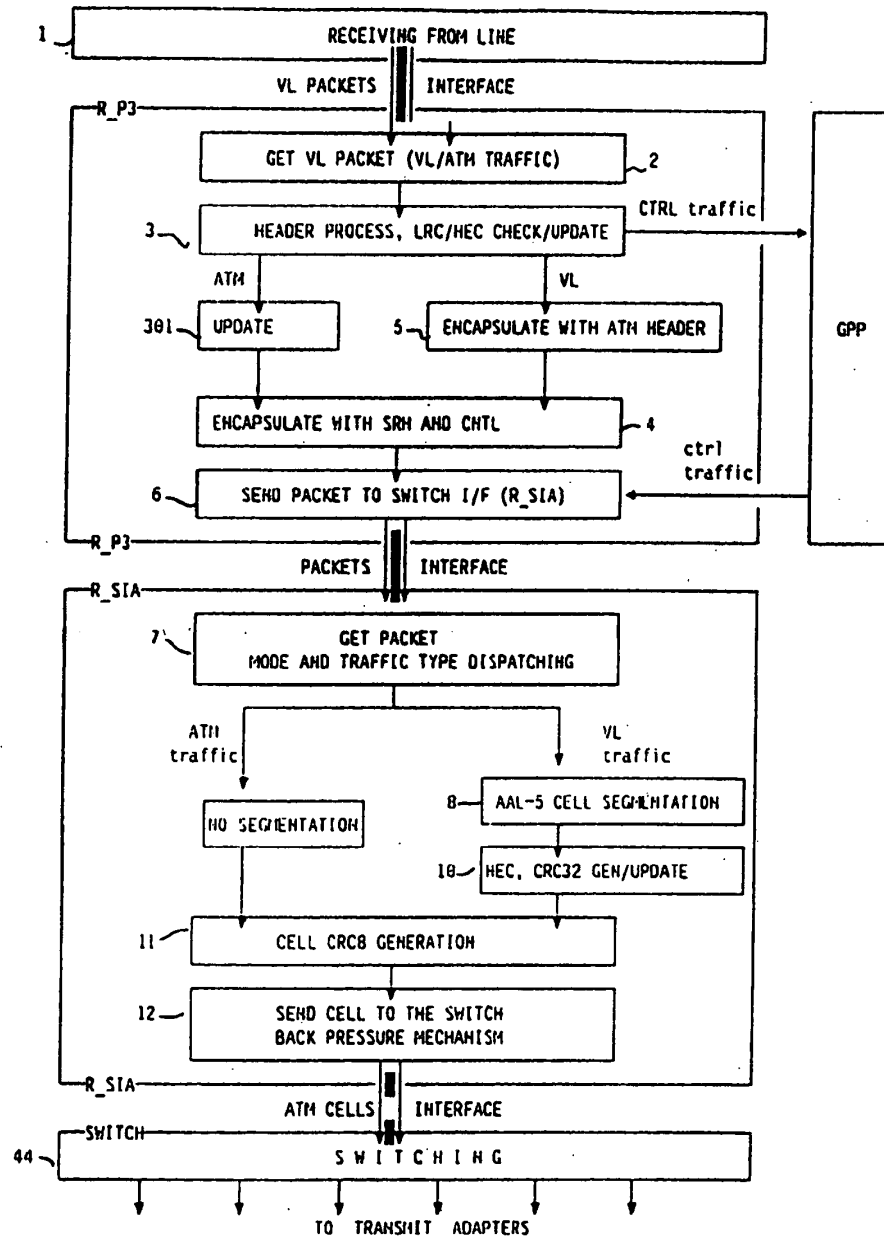 1
RECEIVING FROM LINE
VL PACKETS INTERFACE
R_P3
GET VL PACKET (VL/ATM TRAFFIC)
2
CTRL traffic
3
HEADER PROCESS, LRC/HEC CHECK/UPDATE
ATM
VL
301
UPDATE
5
ENCAPSULATE WITH ATM HEADER
GPP
ENCAPSULATE WITH SRH AND CNTL
4
ctrl
traffic
6
SEND PACKET TO SWITCH I/F (R_SIA)
R_P3
PACKETS INTERFACE
R_SIA
7
GET PACKET
MODE AND TRAFFIC TYPE DISPATCHING
ATM
traffic
VL
traffic
8
AAL-5 CELL SEGMENTATION
NO SEGMENTATION
10
HEC, CRC32 GEN/UPDATE
11
CELL CRC8 GENERATION
12
SEND CELL TO THE SWITCH
BACK PRESSURE MECHANISM
R_SIA
ATM CELLS INTERFACE
SWITCH
44
SWITCHING
TO TRANSMIT ADAPTERS